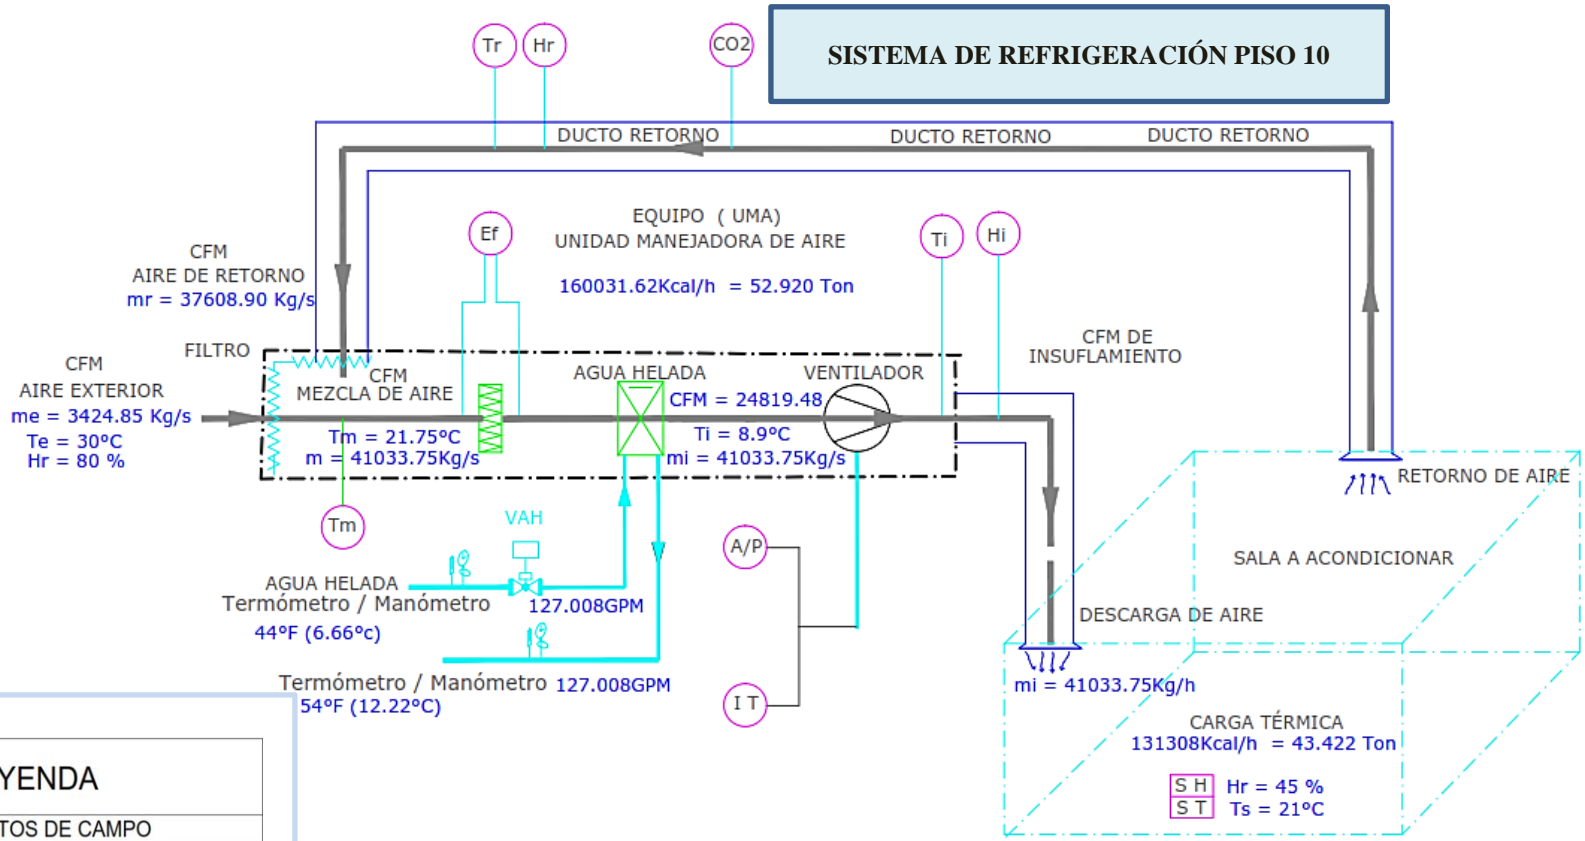 SISTEMA DE REFRIGERACIÓN PISO 10
Tr
Hr
CO2
DUCTO RETORNO
DUCTO RETORNO
DUCTO RETORNO
EQUIPO ( UMA)
UNIDAD MANEJADORA DE AIRE
160031.62Kcal/h = 52.920 Ton
Ef
Ti
Hi
CFM
AIRE DE RETORNO
mr = 37608.90 Kg/s
FILTRO
CFM
AIRE EXTERIOR
me = 3424.85 Kg/s
Te = 30°C
Hr = 80 %
CFM
MEZCLA DE AIRE
Tm = 21.75°C
m = 41033.75Kg/s
AGUA HELADA
VENTILADOR
CFM = 24819.48
Ti = 8.9°C
mi = 41033.75Kg/s
CFM DE
INSUFLAMIENTO
RETORNO DE AIRE
Tm
VAH
A/P
I T
AGUA HELADA
Termómetro / Manómetro
127.008GPM
44°F (6.66°c)
Termómetro / Manómetro
127.008GPM
54°F (12.22°C)
SALA A ACONDICIONAR
DESCARGA DE AIRE
mi = 41033.75Kg/h
CARGA TÉRMICA
131308Kcal/h = 43.422 Ton
S H Hr = 45 %
S T Ts = 21°C
YENDA
TOS DE CAMPO